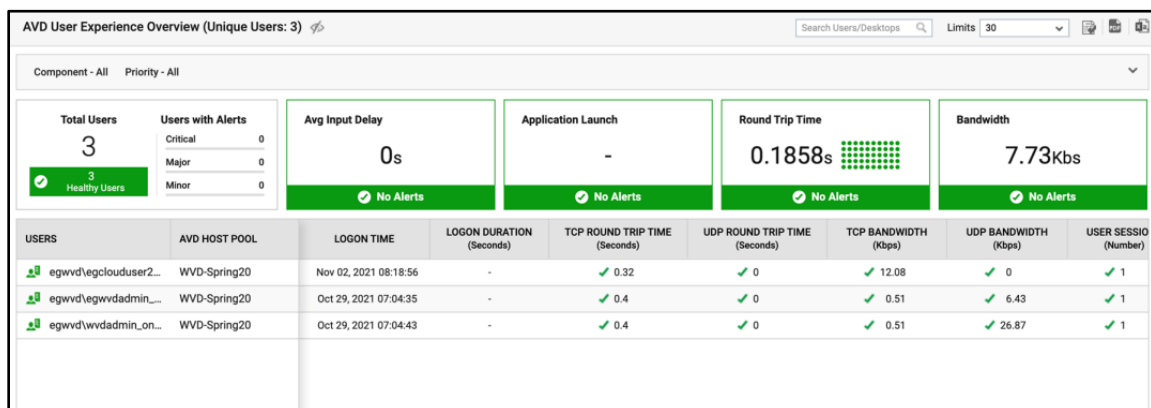 AVD User Experience Overview (Unique Users: 3)
Search Users/Desktops
Limits 30
Component - All Priority - All
Total Users
3
3
Healthy Users
Users with Alerts
Critical 0
Major 0
Minor 0
Avg Input Delay
0s
No Alerts
Application Launch
-
No Alerts
Round Trip Time
0.1858s
No Alerts
Bandwidth
7.73Kbs
No Alerts
USERS AVD HOST POOL LOGON TIME LOGON DURATION (Seconds) TCP ROUND TRIP TIME (Seconds) UDP ROUND TRIP TIME (Seconds) TCP BANDWIDTH (Kbps) UDP BANDWIDTH (Kbps) USER SESSIO (Number)
egwvd\egclouduser2... WVD-Spring20 Nov 02, 2021 08:18:56 - 0.32 0 12.08 0 1
egwvd\egwvdadmin_... WVD-Spring20 Oct 29, 2021 07:04:35 - 0.4 0 0.51 6.43 1
egwvd\wvdadmin_on... WVD-Spring20 Oct 29, 2021 07:04:43 - 0.4 0 0.51 26.87 1